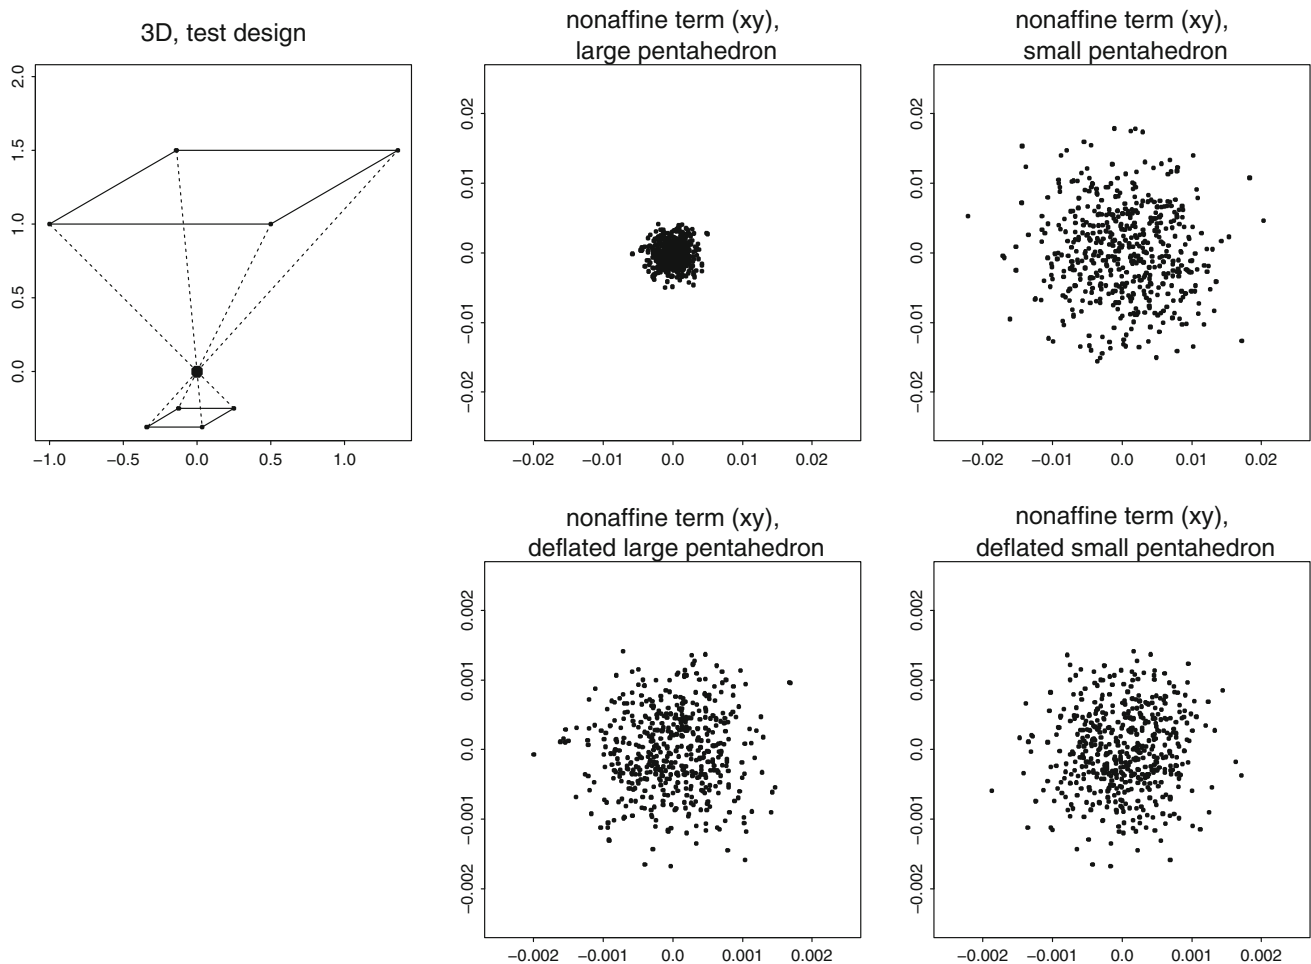 3D, test design
2.0
1.5
1.0
0.5
0.0
−1.0 −0.5 0.0 0.5 1.0
nonaffine term (xy),
large pentahedron
0.02
0.01
0.0
−0.01
−0.02
−0.02 −0.01 0.0 0.01 0.02
nonaffine term (xy),
small pentahedron
0.02
0.01
0.0
−0.01
−0.02
−0.02 −0.01 0.0 0.01 0.02
nonaffine term (xy),
deflated large pentahedron
0.002
0.001
0.0
−0.001
−0.002
−0.002 −0.001 0.0 0.001 0.002
nonaffine term (xy),
deflated small pentahedron
0.002
0.001
0.0
−0.001
−0.002
−0.002 −0.001 0.0 0.001 0.002